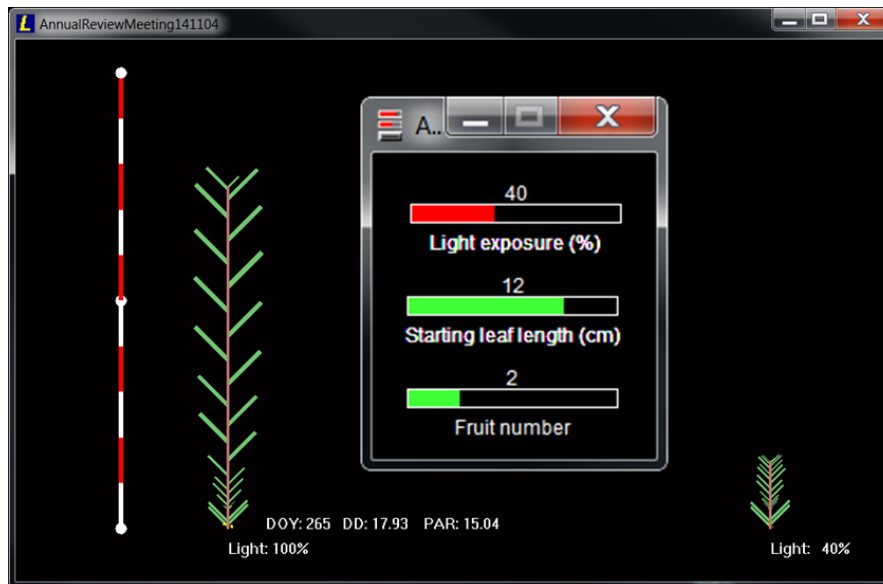 AnnualReviewMeeting141104
A..
40
Light exposure (%)
12
Starting leaf length (cm)
2
Fruit number
DOY: 265 DD: 17.93 PAR: 15.04
Light: 100%
Light: 40%